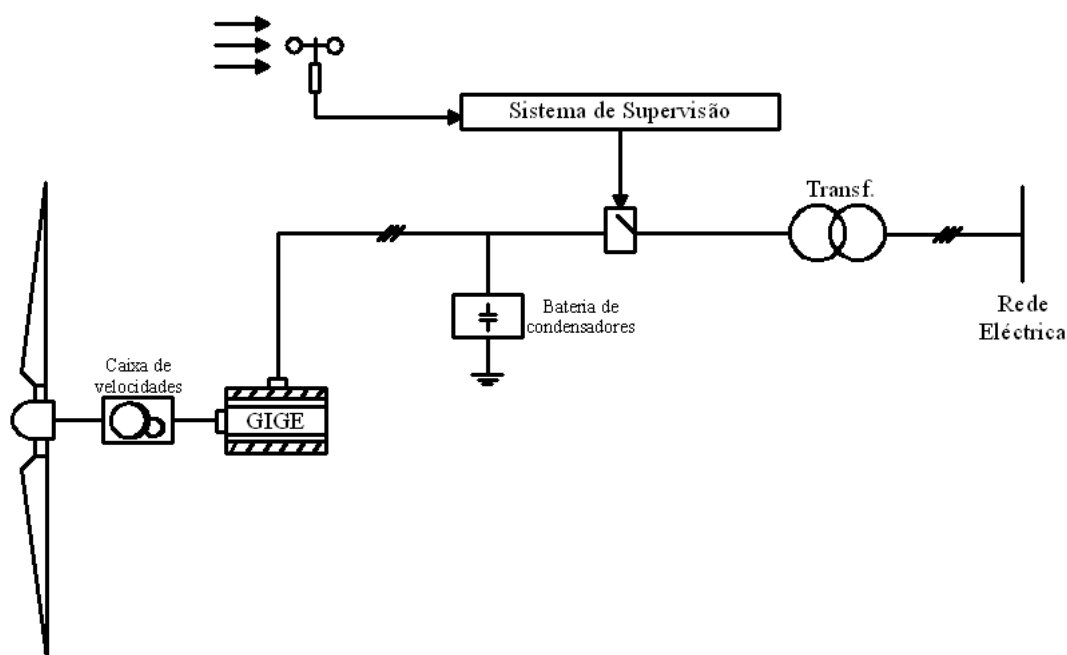 Sistema de Supervisão
Transf.
Bateria de
condensadores
Rede
Eléctrica
Caixa de
velocidades
GIGE